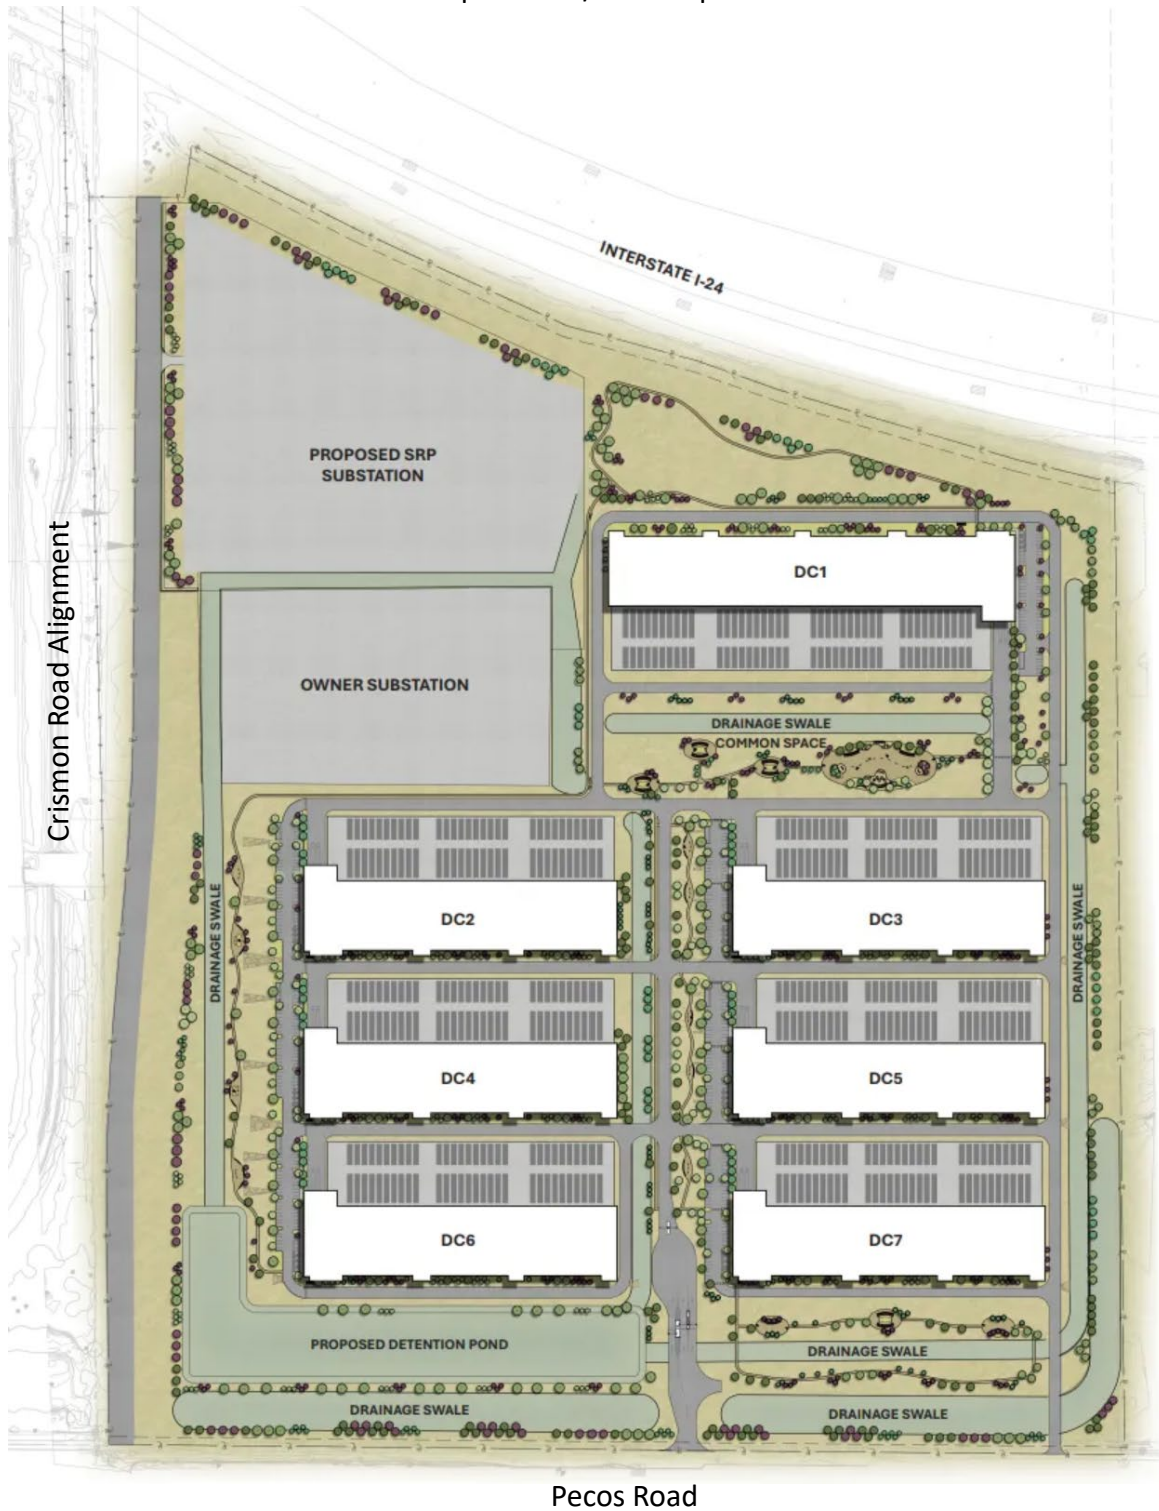 INTERSTATE I-24
PROPOSED SRP
SUBSTATION
Crismon Road Alignment
DC1
OWNER SUBSTATION
DRAINAGE SWALE
COMMON SPACE
DC2
DC3
DRAINAGE SWALE
DRAINAGE SWALE
DC4
DC5
DC6
DC7
PROPOSED DETENTION POND
DRAINAGE SWALE
DRAINAGE SWALE
DRAINAGE SWALE
Pecos Road